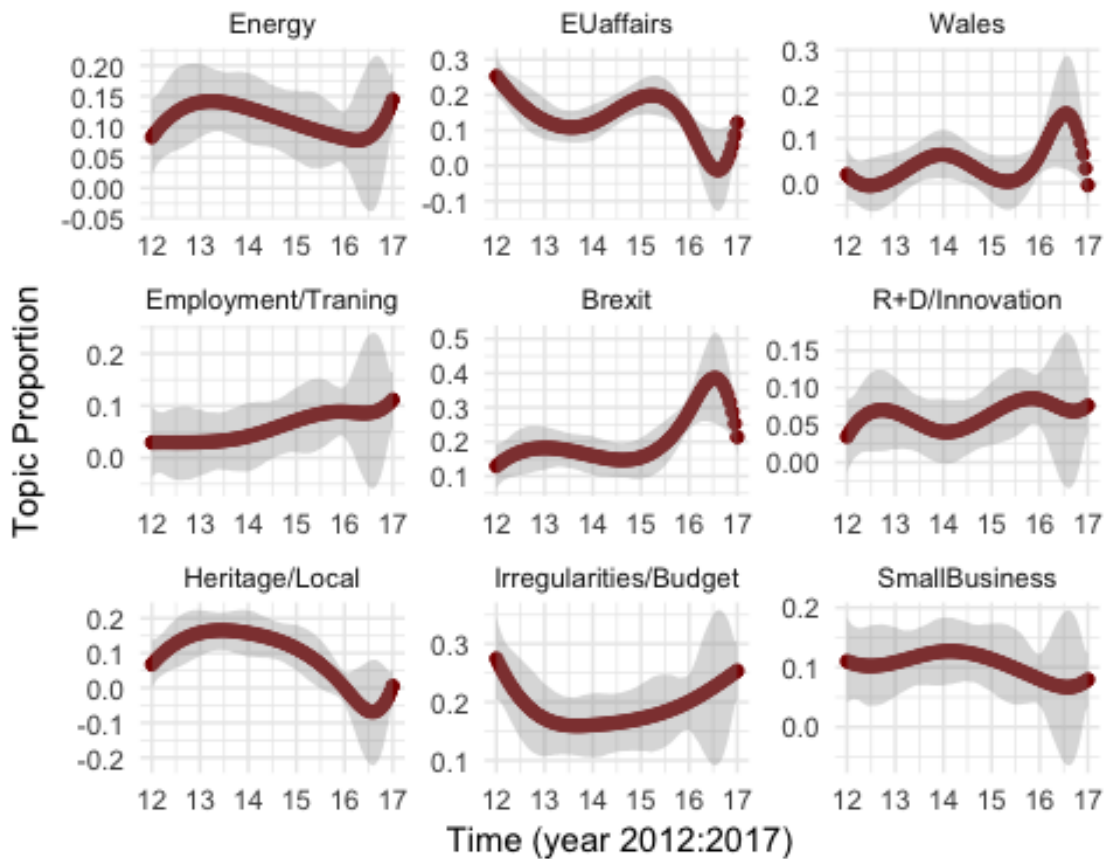 Energy EUaffairs Wales
0.20 0.3 0.3
0.15 0.2 0.2
0.10 0.1 0.1
0.05 0.0 0.0
0.00 -0.1
-0.05
12 13 14 15 16 17 12 13 14 15 16 17 12 13 14 15 16 17
Employment/Traning Brexit R+D/Innovation
0.2 0.5 0.15
0.1 0.4 0.10
0.0 0.3 0.05
0.2 0.00
0.1
12 13 14 15 16 17 12 13 14 15 16 17 12 13 14 15 16 17
Heritage/Local Irregularities/Budget SmallBusiness
0.2 0.3 0.2
0.1 0.2 0.1
0.0 0.1 0.0
-0.1
-0.2
12 13 14 15 16 17 12 13 14 15 16 17 12 13 14 15 16 17
Topic Proportion
Time (year 2012:2017)